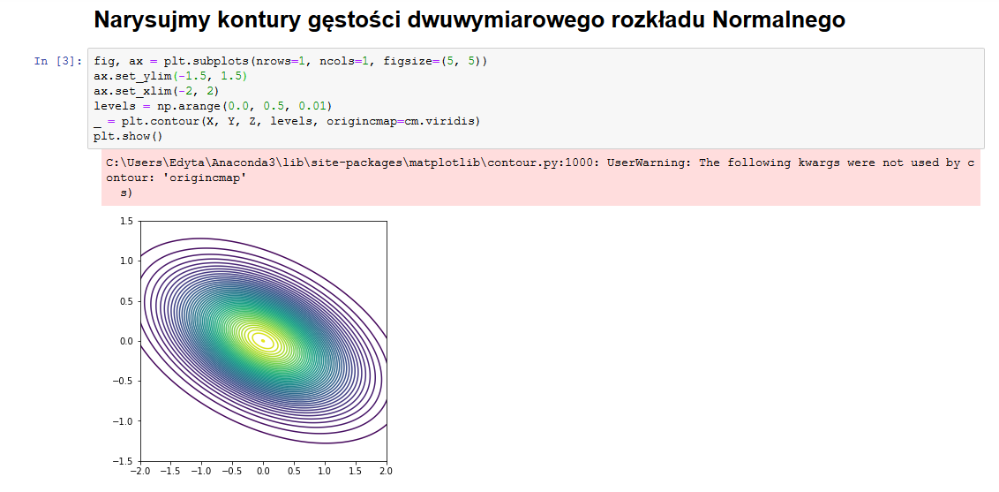 Narysujmy kontury gęstości dwuwymiarowego rozkładu Normalnego
In [3]: fig, ax = plt.subplots(nrows=1, ncols=1, figsize=(5, 5))
ax.set_ylim(-1.5, 1.5)
ax.set_xlim(-2, 2)
levels = np.arange(0.0, 0.5, 0.01)
_ = plt.contour(X, Y, Z, levels, origincmap=cm.viridis)
plt.show()
C:\Users\Edyta\Anaconda3\lib\site-packages\matplotlib\contour.py:1000: UserWarning: The following kwargs were not used by c
ontour: 'origincmap'
  s)
1.5
1.0
0.5
0.0
−0.5
−1.0
−1.5
−2.0 −1.5 −1.0 −0.5 0.0 0.5 1.0 1.5 2.0